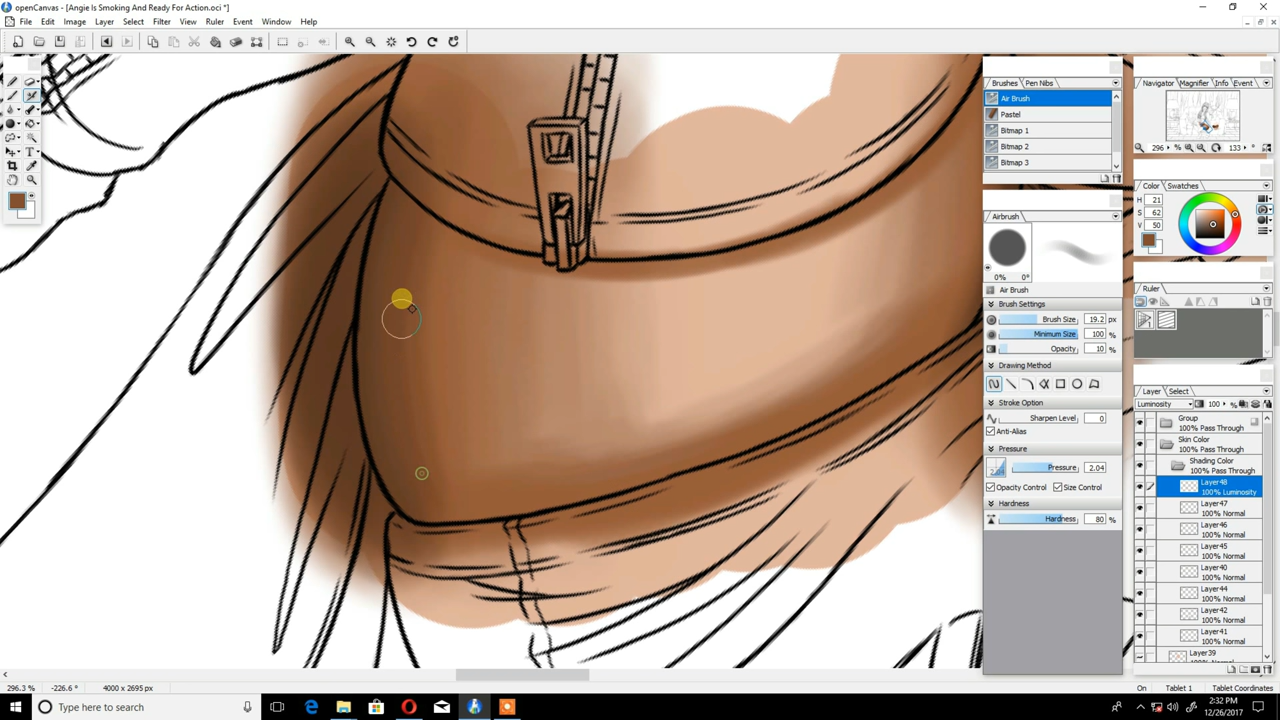 openCanvas - [Angie Is Smoking And Ready For Action.oci *]
File Edit Image Layer Select Filter View Ruler Event Window Help
Brushes Pen Nibs
Air Brush
Pastel
Bitmap 1
Bitmap 2
Bitmap 3
Airbrush
0% 0°
Air Brush
Brush Settings
Brush Size 19.2 px
Minimum Size 100 %
Opacity 10 %
Drawing Method
Stroke Option
Sharpen Level 0
Anti-Alias
Pressure
2.04 Pressure 2.04
Opacity Control Size Control
Hardness
Hardness 80 %
Navigator Magnifier Info Event
296 % 133 °
Color Swatches
H 21
S 62
V 50
Ruler
Layer Select
Luminosity 100 %
Group
100% Pass Through
Skin Color
100% Pass Through
Shading Color
100% Pass Through
Layer48
100% Luminosity
Layer47
100% Normal
Layer46
100% Normal
Layer45
100% Normal
Layer40
100% Normal
Layer44
100% Normal
Layer42
100% Normal
Layer41
100% Normal
Layer39
296.3 % -226.6 ° 4000 x 2695 px On Tablet 1 Tablet Coordinates
Type here to search
2:32 PM
12/26/2017